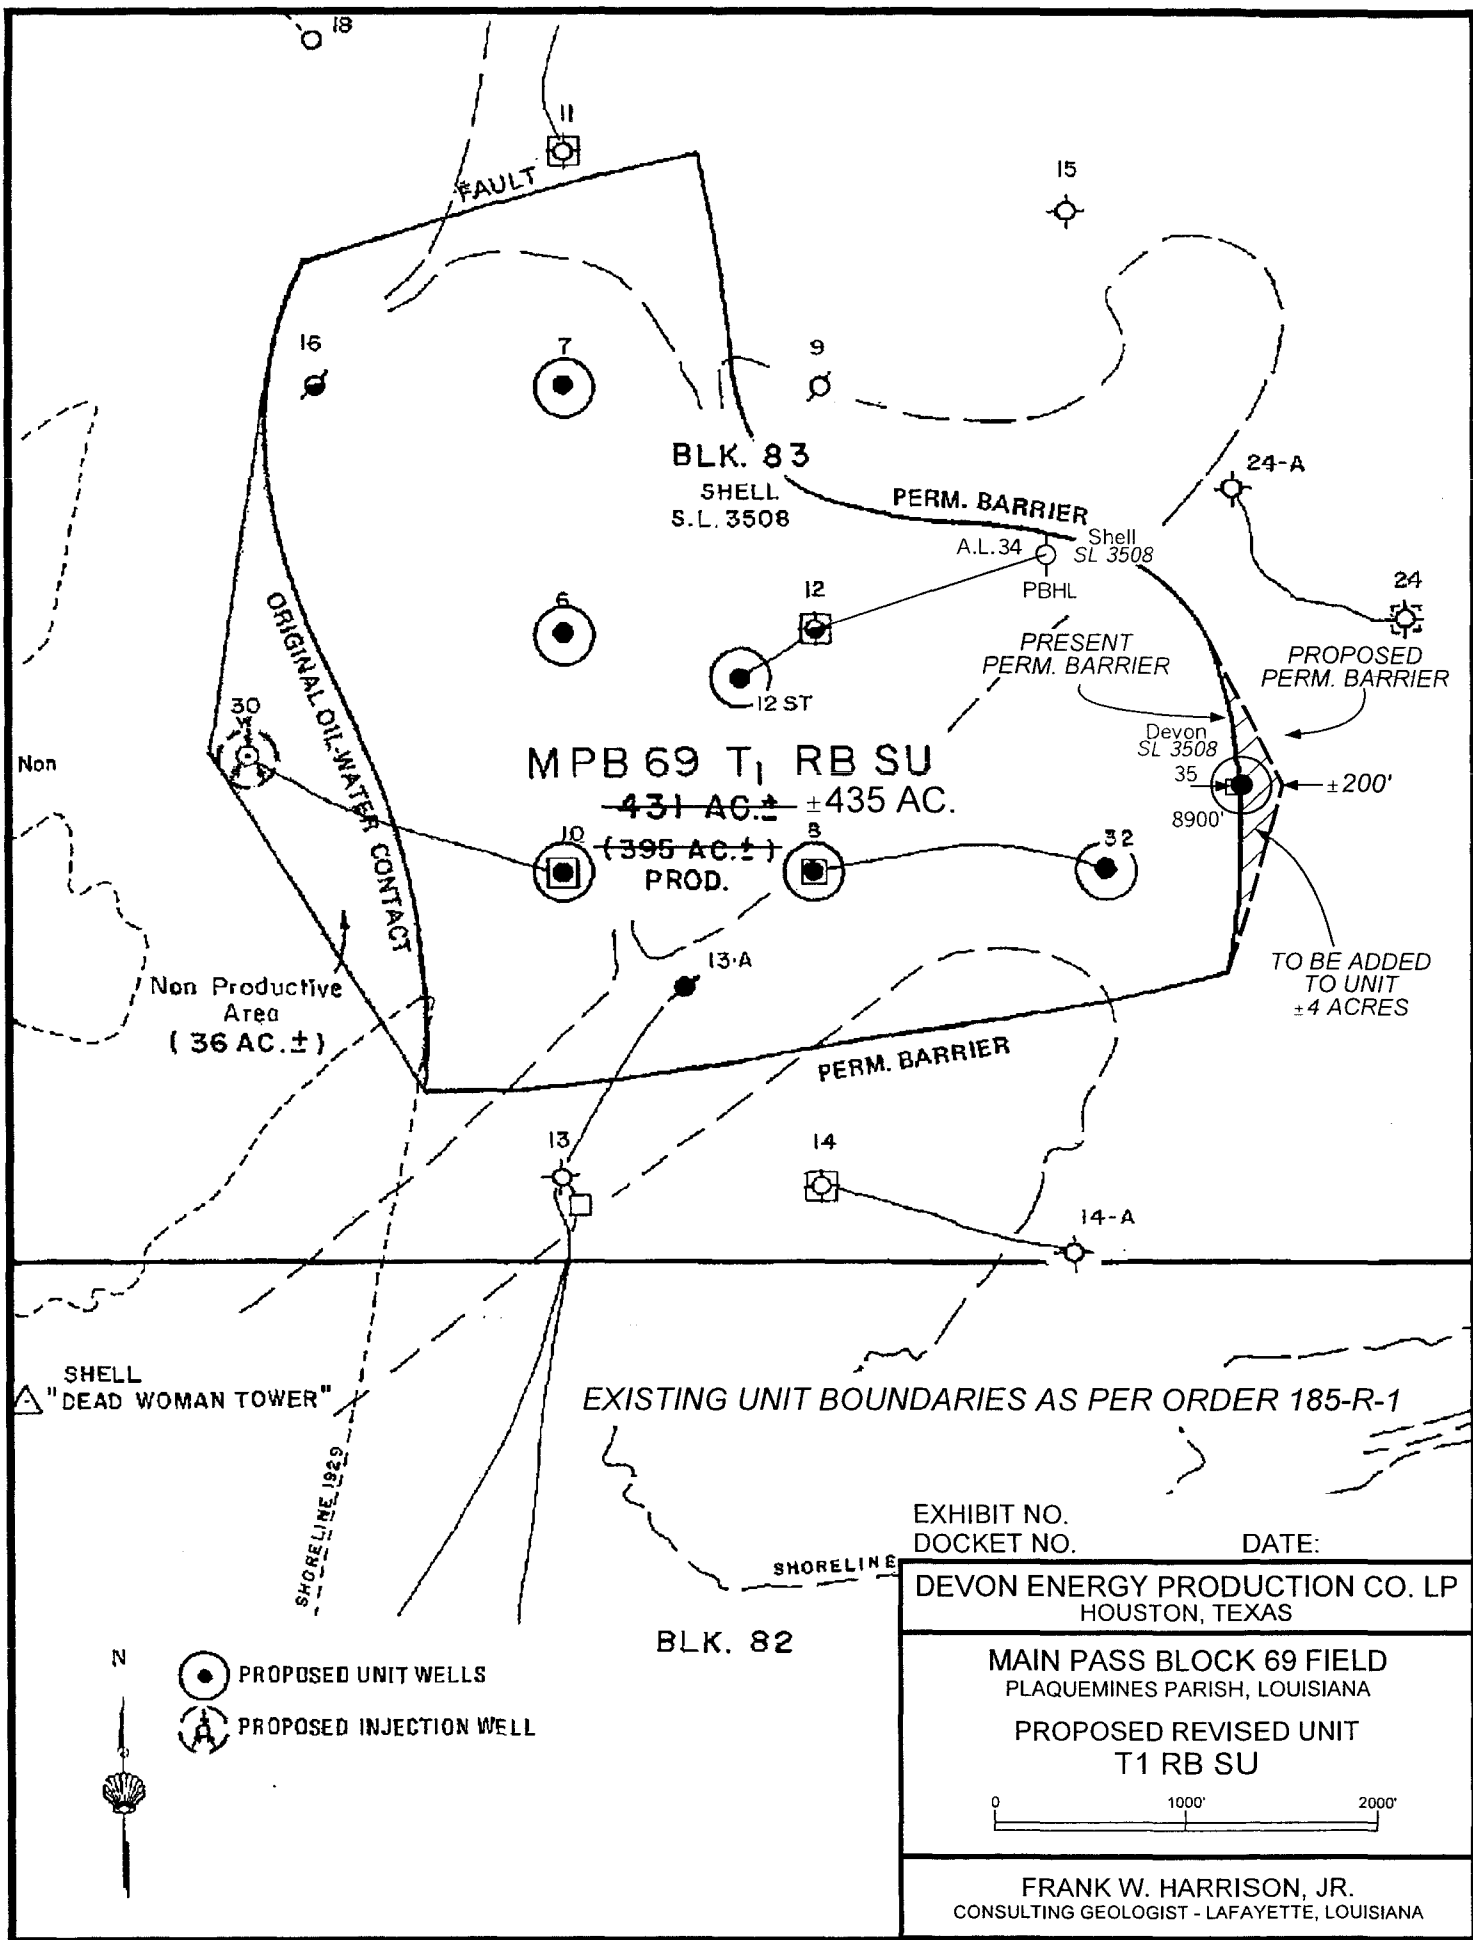 18
11
FAULT
15
16
7
9
BLK. 83
SHELL
S.L. 3508
24-A
PERM. BARRIER
A.L.34
Shell
SL 3508
PBHL
24
12
6
ORIGINAL OIL-WATER CONTACT
PRESENT
PERM. BARRIER
PROPOSED
PERM. BARRIER
12 ST
30
Non
Devon
SL 3508
35
8900'
±200'
MPB 69 T1 RB SU
431 AC.± ±435 AC.
(395 AC.±)
PROD.
10
8
32
13-A
Non Productive
Area
(36 AC.±)
TO BE ADDED
TO UNIT
±4 ACRES
PERM. BARRIER
13
14
14-A
SHELL
"DEAD WOMAN TOWER"
EXISTING UNIT BOUNDARIES AS PER ORDER 185-R-1
SHORELINE 1929
SHORELINE
BLK. 82
N
PROPOSED UNIT WELLS
PROPOSED INJECTION WELL
EXHIBIT NO.
DOCKET NO. DATE:
DEVON ENERGY PRODUCTION CO. LP
HOUSTON, TEXAS
MAIN PASS BLOCK 69 FIELD
PLAQUEMINES PARISH, LOUISIANA
PROPOSED REVISED UNIT
T1 RB SU
0 1000' 2000'
FRANK W. HARRISON, JR.
CONSULTING GEOLOGIST - LAFAYETTE, LOUISIANA